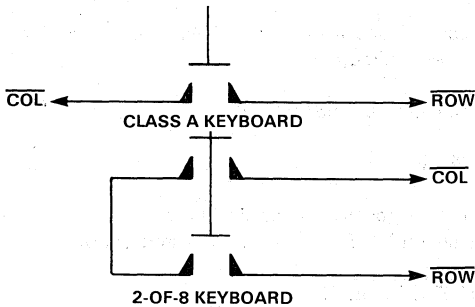 COL ROW
CLASS A KEYBOARD
COL
ROW
2-OF-8 KEYBOARD